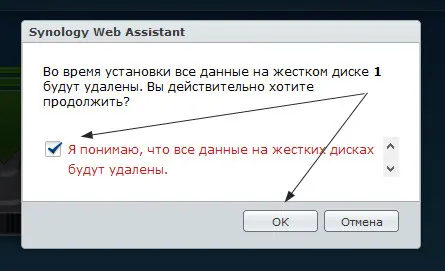 Synology Web Assistant
Во время установки все данные на жестком диске 1
будут удалены. Вы действительно хотите
продолжить?
Я понимаю, что все данные на жестких дисках
будут удалены.
OK Отмена